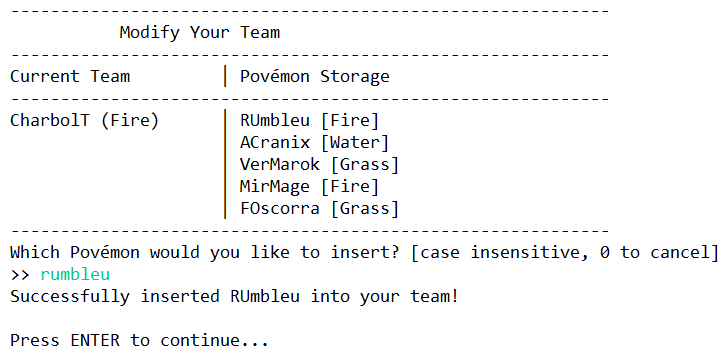 ------------------------------------------------------------
Modify Your Team
------------------------------------------------------------
Current Team | Povémon Storage
------------------------------------------------------------
CharbolT (Fire) | RUmbleu [Fire]
| ACranix [Water]
| VerMarok [Grass]
| MirMage [Fire]
| FOscorra [Grass]
------------------------------------------------------------
Which Povémon would you like to insert? [case insensitive, 0 to cancel]
>> rumbleu
Successfully inserted RUmbleu into your team!
Press ENTER to continue...